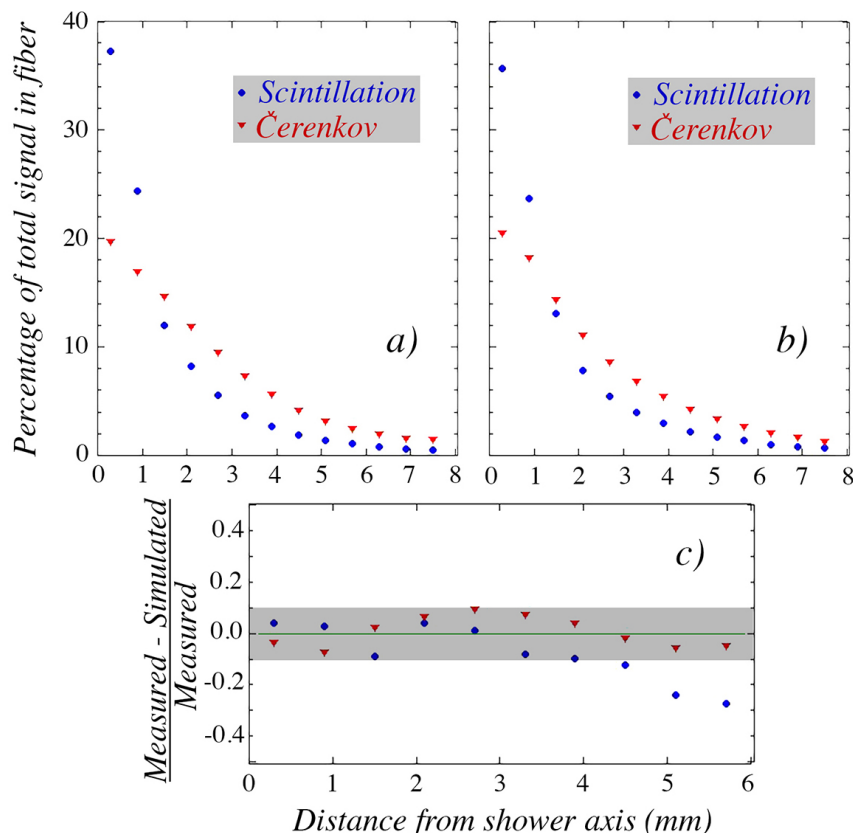 Percentage of total signal in fiber
40
30
20
10
0
Scintillation
Čerenkov
a)
0 1 2 3 4 5 6 7 8
Scintillation
Čerenkov
b)
0 1 2 3 4 5 6 7 8
Measured - Simulated
Measured
0.4
0.2
0.0
-0.2
-0.4
c)
0 1 2 3 4 5 6
Distance from shower axis (mm)